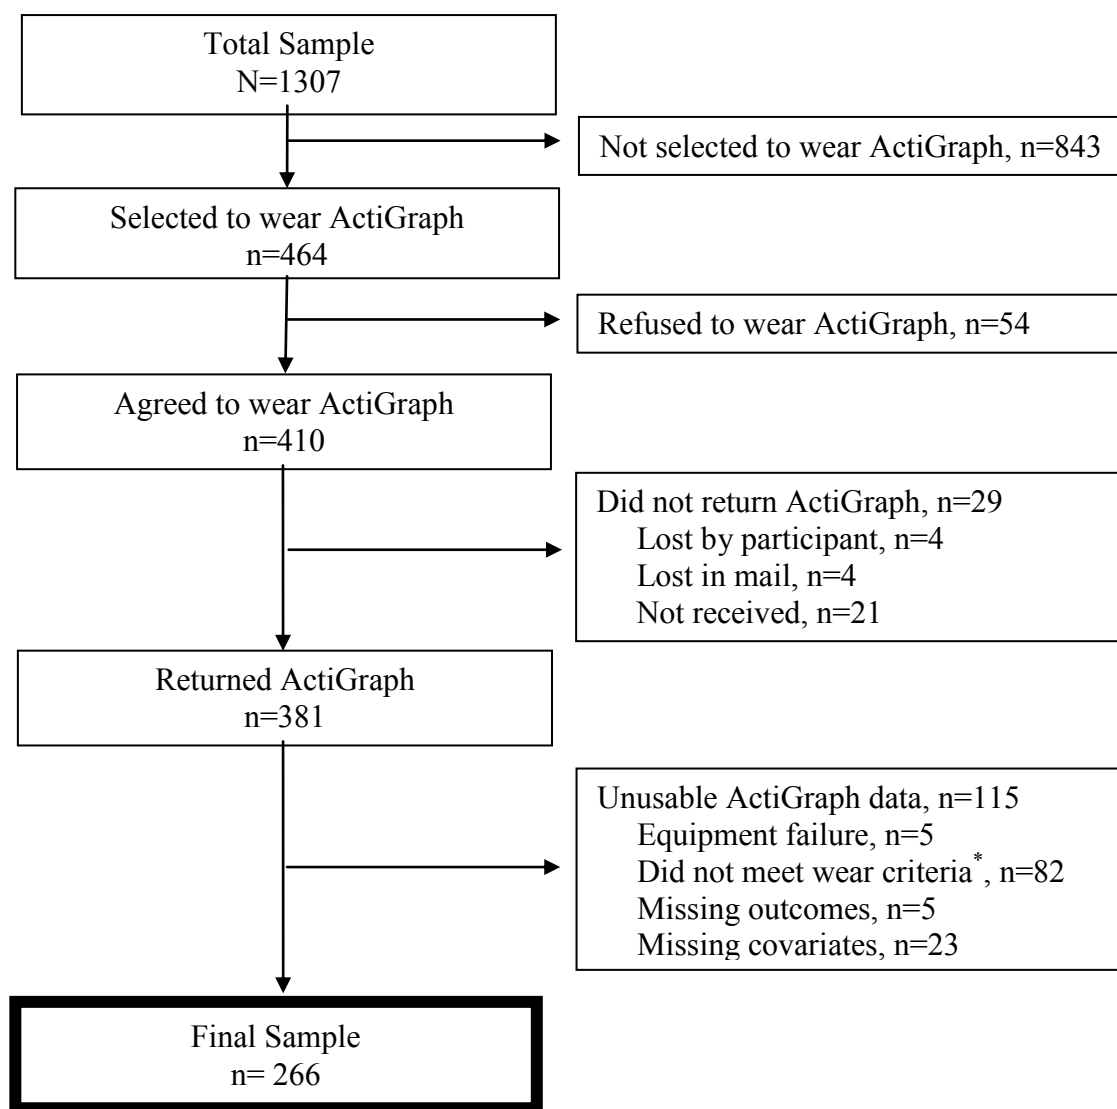 Total Sample
N=1307
Not selected to wear ActiGraph, n=843
Selected to wear ActiGraph
n=464
Refused to wear ActiGraph, n=54
Agreed to wear ActiGraph
n=410
Did not return ActiGraph, n=29
Lost by participant, n=4
Lost in mail, n=4
Not received, n=21
Returned ActiGraph
n=381
Unusable ActiGraph data, n=115
Equipment failure, n=5
Did not meet wear criteria*, n=82
Missing outcomes, n=5
Missing covariates, n=23
Final Sample
n= 266